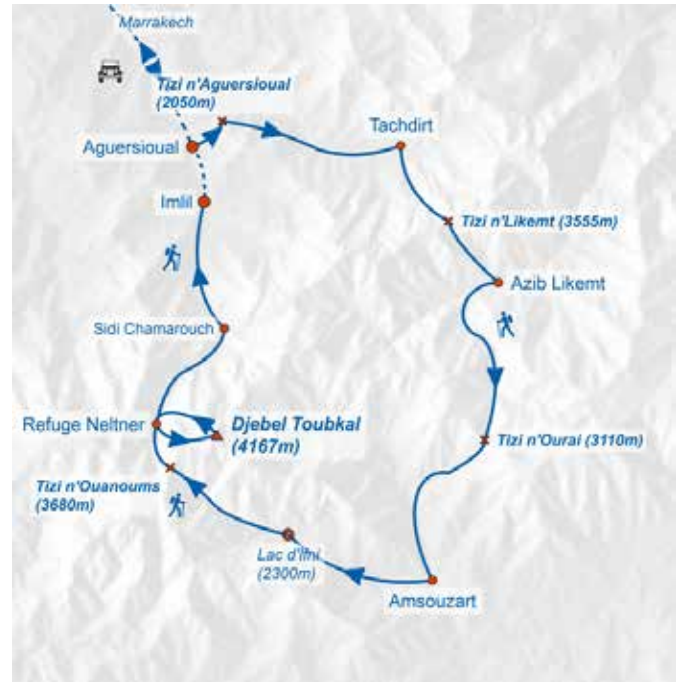 Marrakech
Tizi n'Aguersioual
(2050m)
Aguersioual
Tachdirt
Imlil
Tizi n'Likemt (3555m)
Azib Likemt
Sidi Chamarouch
Refuge Neltner
Djebel Toubkal
(4167m)
Tizi n'Ourai (3110m)
Tizi n'Ouanoums
(3680m)
Lac d'Ifni
(2300m)
Amsouzart